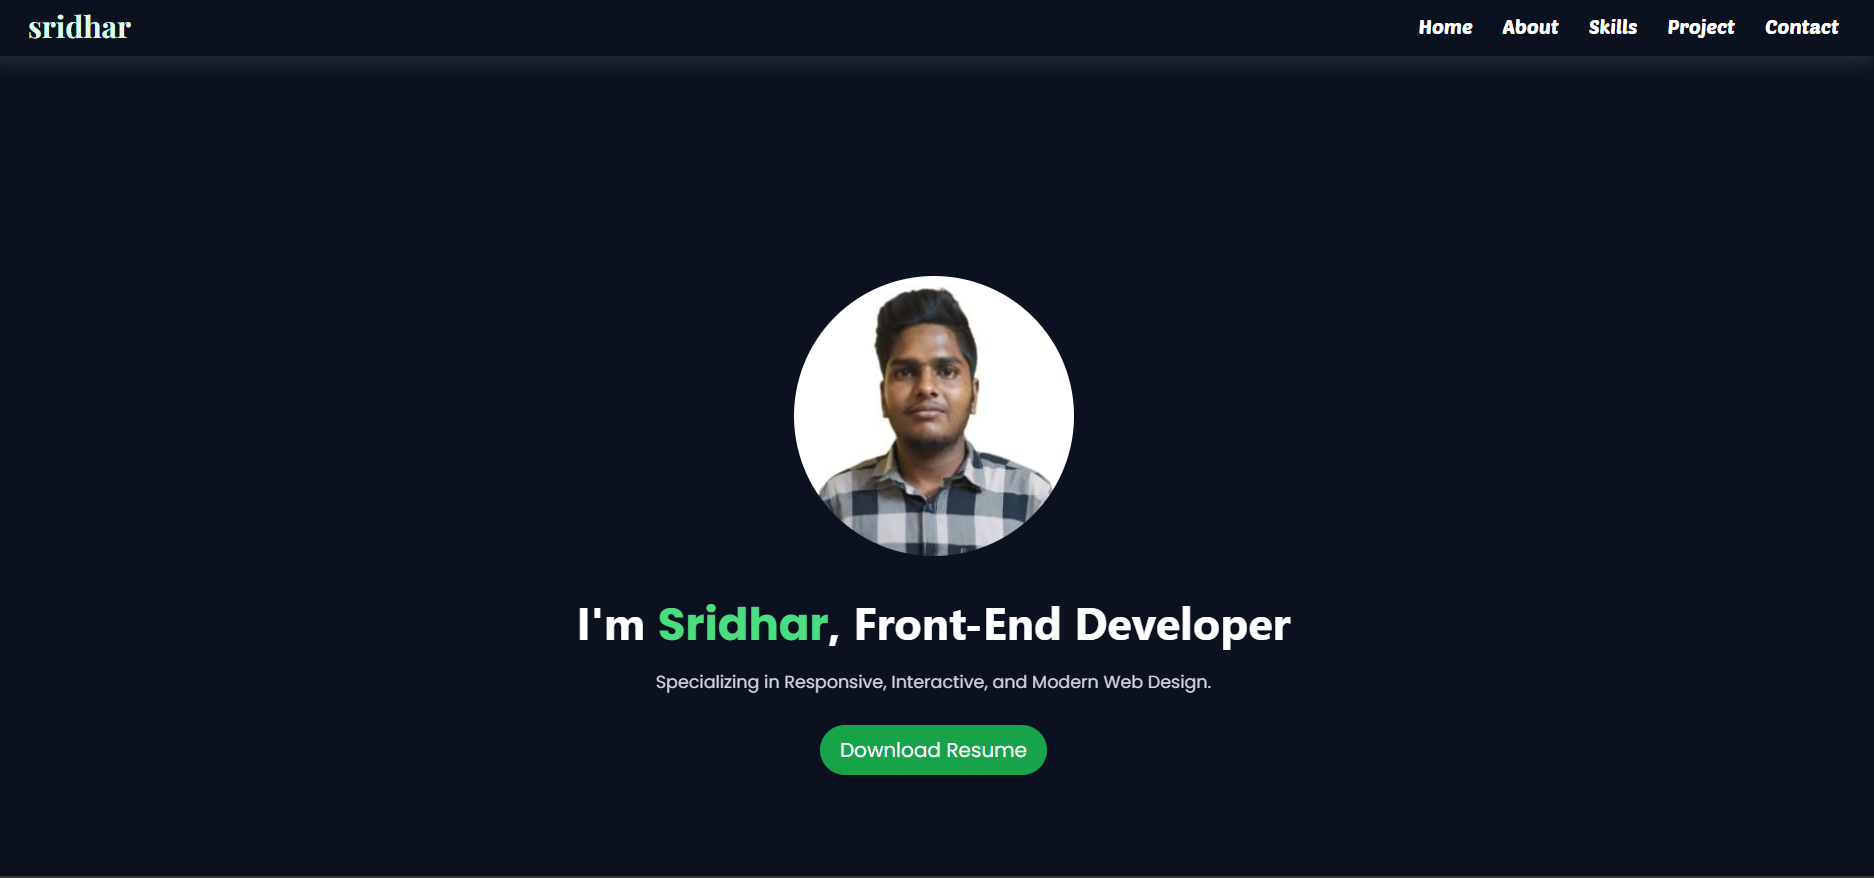 sridhar
Home About Skills Project Contact
I'm Sridhar, Front-End Developer
Specializing in Responsive, Interactive, and Modern Web Design.
Download Resume